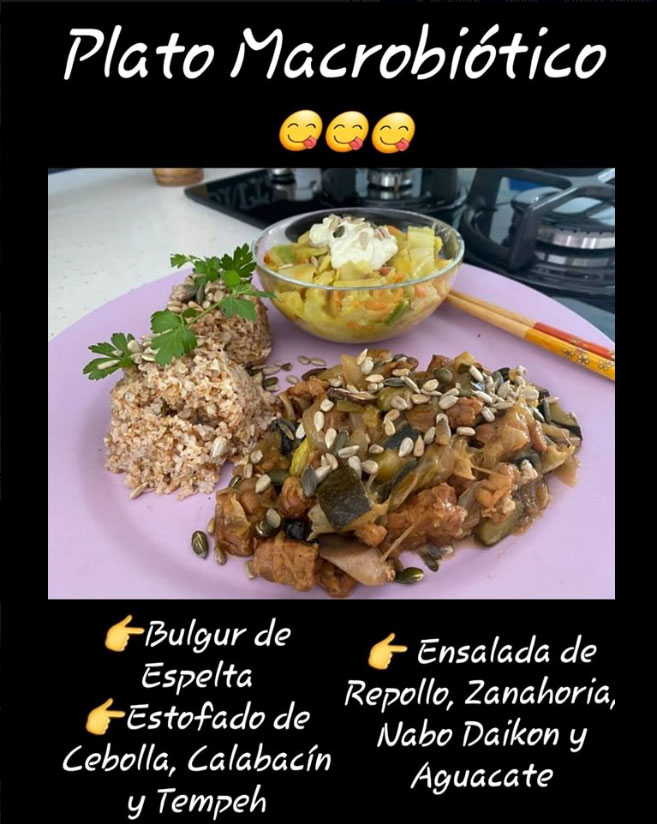 Plato Macrobiótico
😋😋😋
👉Bulgur de
Espelta
👉Estofado de
Cebolla, Calabacín
y Tempeh
👉 Ensalada de
Repollo, Zanahoria,
Nabo Daikon y
Aguacate